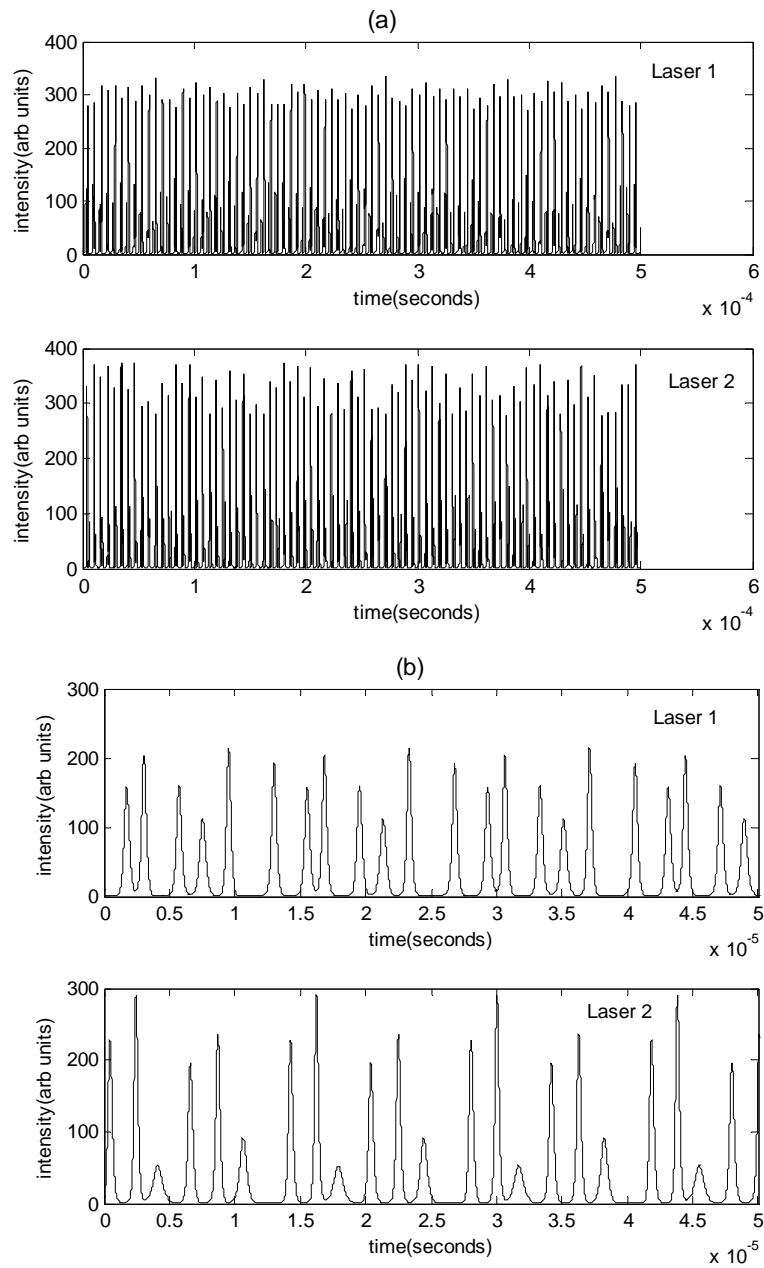 (a)
400
300
200
100
0
intensity(arb units)
Laser 1
0 1 2 3 4 5 6
time(seconds)
x 10-4
400
300
200
100
0
intensity(arb units)
Laser 2
0 1 2 3 4 5 6
time(seconds)
x 10-4
(b)
300
200
100
0
intensity(arb units)
Laser 1
0 0.5 1 1.5 2 2.5 3 3.5 4 4.5 5
time(seconds)
x 10-5
300
200
100
0
intensity(arb units)
Laser 2
0 0.5 1 1.5 2 2.5 3 3.5 4 4.5 5
time(seconds)
x 10-5